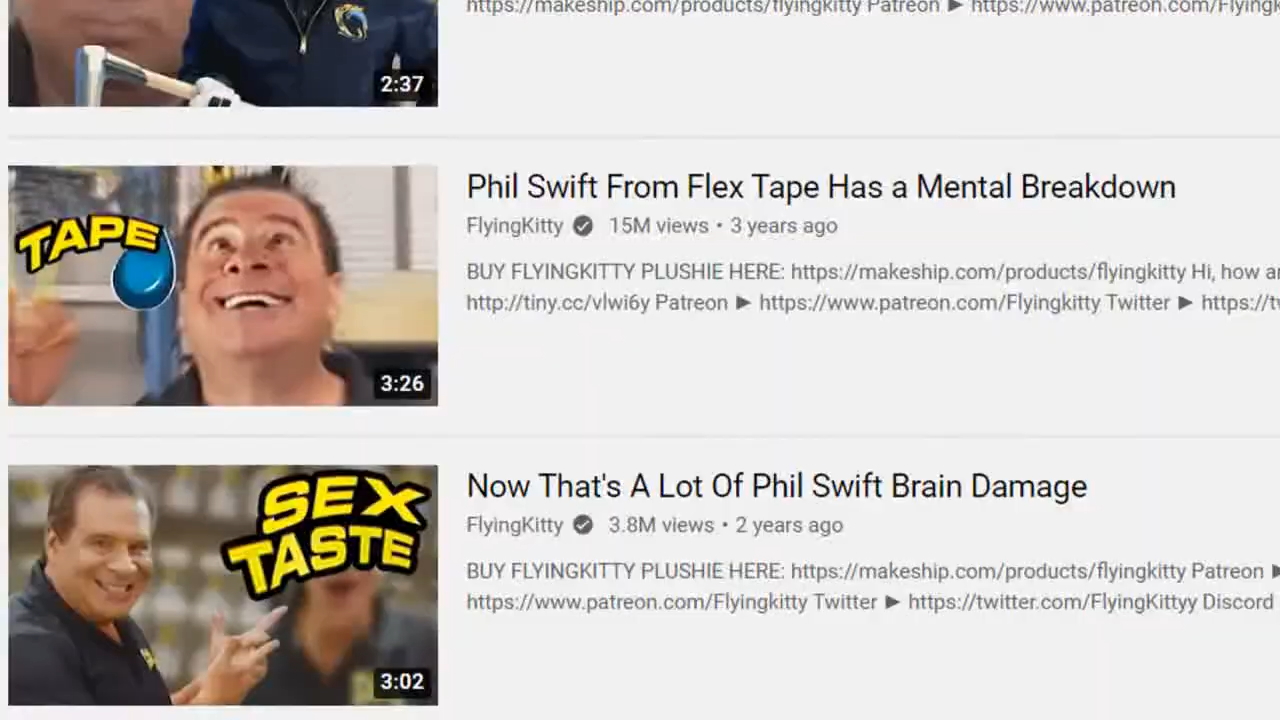 https://makeship.com/products/flyingkitty Patreon ► https://www.patreon.com/Flyingk
2:37
Phil Swift From Flex Tape Has a Mental Breakdown
FlyingKitty 15M views • 3 years ago
TAPE
BUY FLYINGKITTY PLUSHIE HERE: https://makeship.com/products/flyingkitty Hi, how ar
http://tiny.cc/vlwi6y Patreon ► https://www.patreon.com/Flyingkitty Twitter ► https://tw
3:26
Now That's A Lot Of Phil Swift Brain Damage
SEX
TASTE
FlyingKitty 3.8M views • 2 years ago
BUY FLYINGKITTY PLUSHIE HERE: https://makeship.com/products/flyingkitty Patreon ►
https://www.patreon.com/Flyingkitty Twitter ► https://twitter.com/FlyingKittyy Discord
3:02